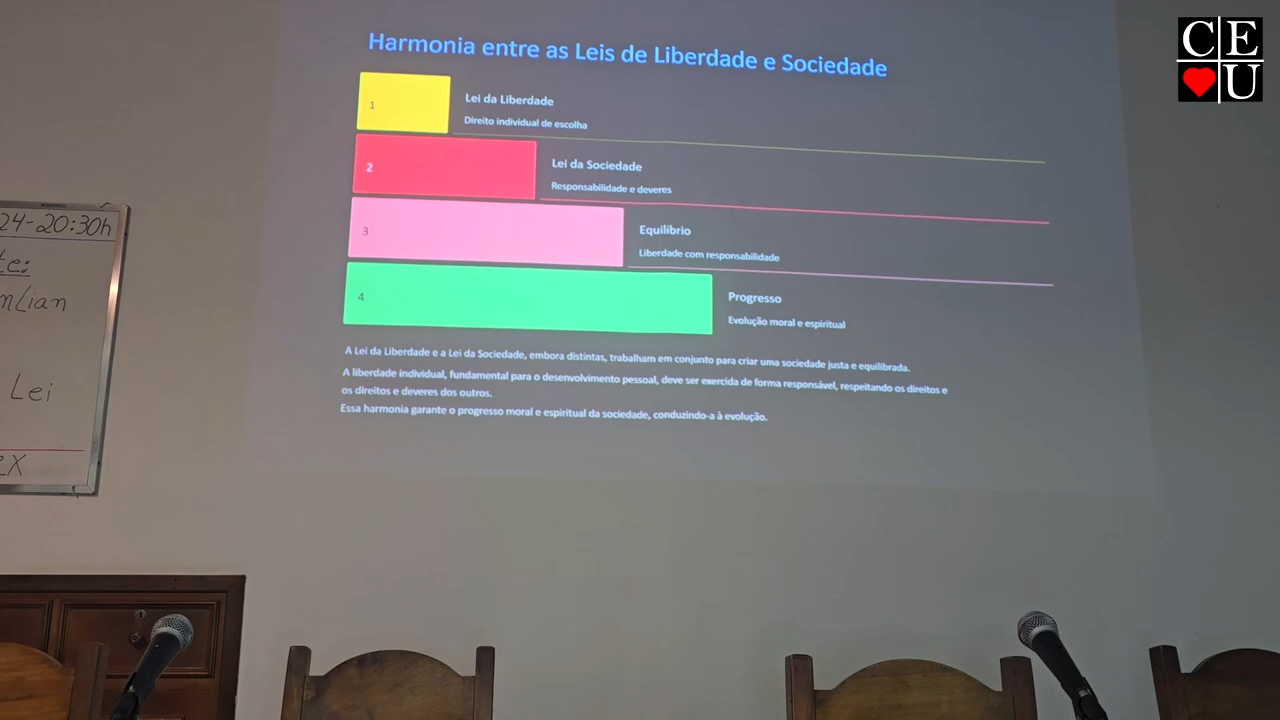 Harmonia entre as Leis de Liberdade e Sociedade
1
Lei da Liberdade
Direito individual de escolha
2
Lei da Sociedade
Responsabilidade e deveres
3
Equilíbrio
Liberdade com responsabilidade
4
Progresso
Evolução moral e espiritual
A Lei da Liberdade e a Lei da Sociedade, embora distintas, trabalham em conjunto para criar uma sociedade justa e equilibrada.
A liberdade individual, fundamental para o desenvolvimento pessoal, deve ser exercida de forma responsável, respeitando os direitos e
os direitos e deveres dos outros.
Essa harmonia garante o progresso moral e espiritual da sociedade, conduzindo-a à evolução.
24-20:30h
Lei
CE
U